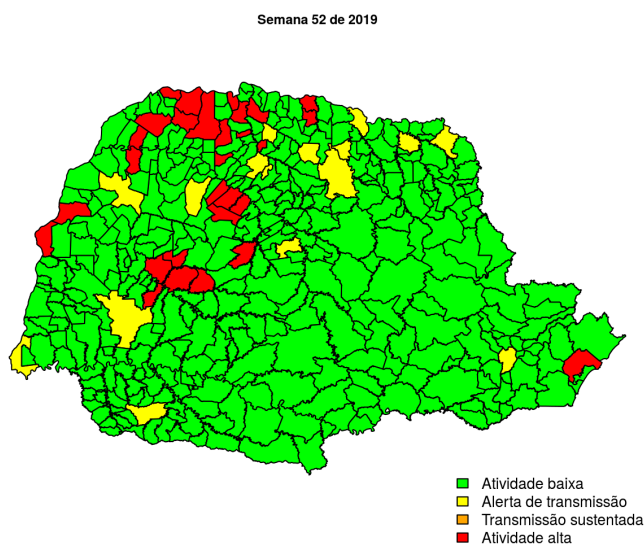 Semana 52 de 2019
Atividade baixa
Alerta de transmissão
Transmissão sustentada
Atividade alta